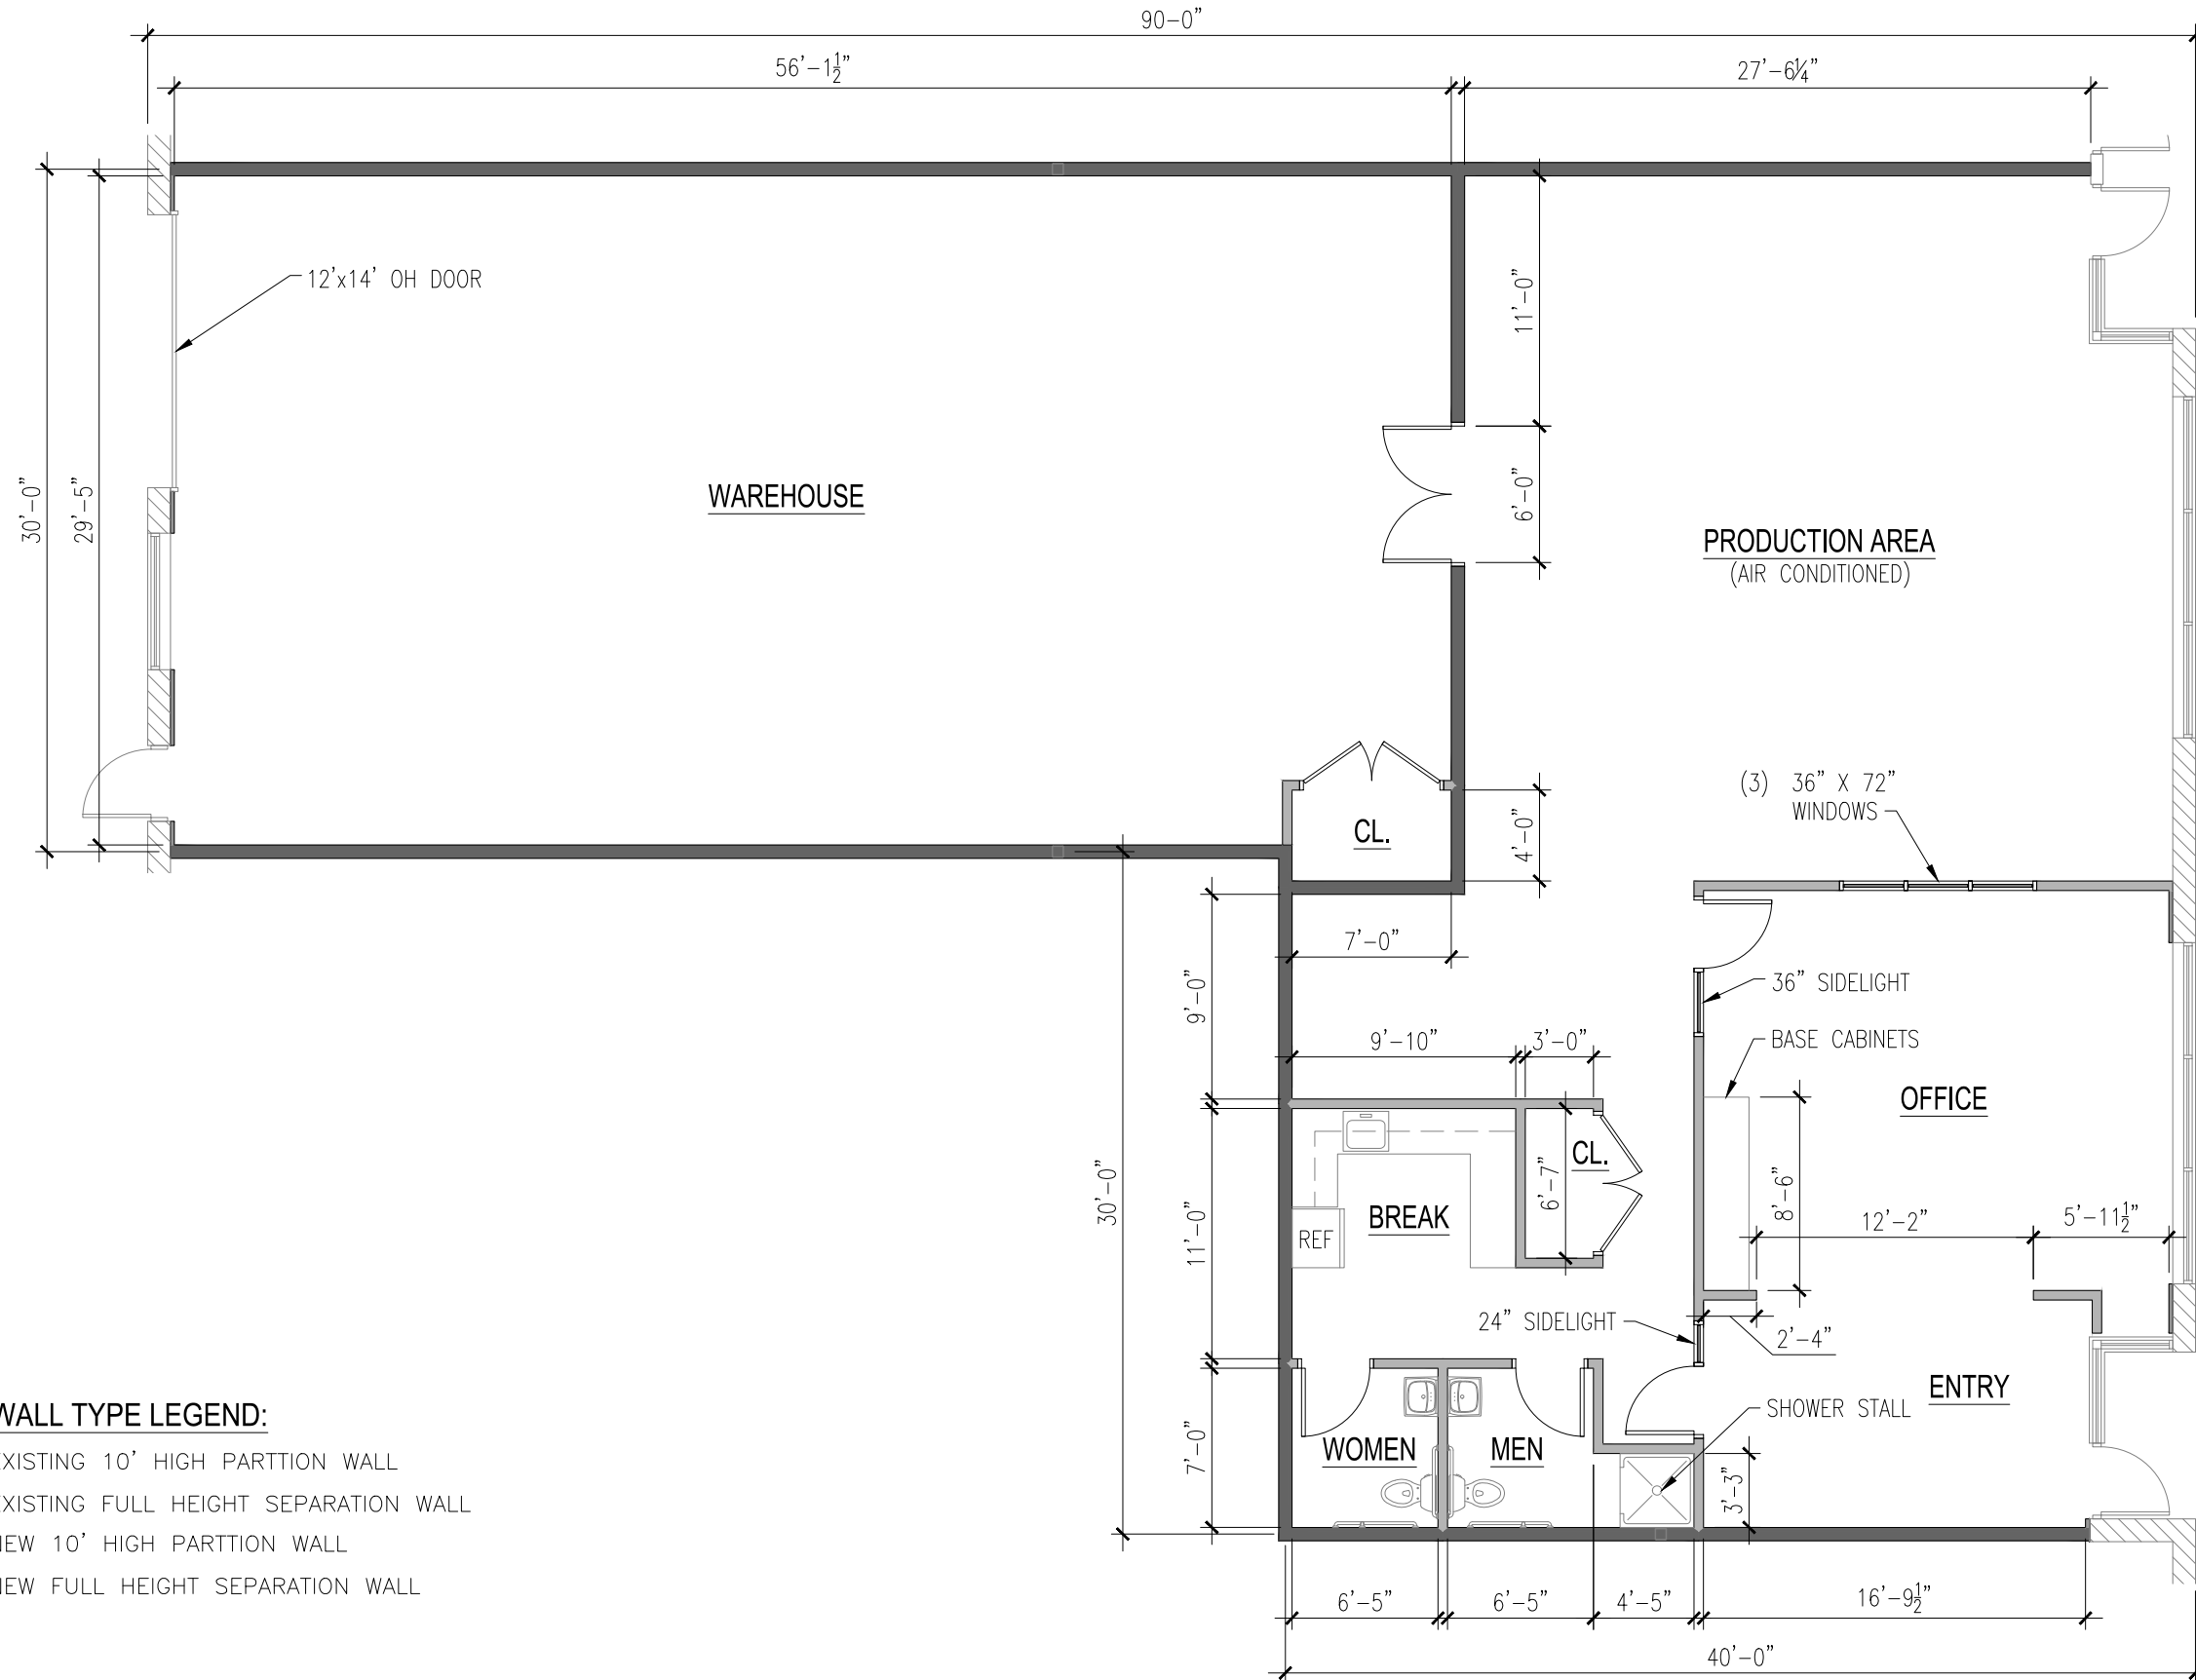 90-0"
56'-1½"
27'-6¼"
12'x14' OH DOOR
30'-0"
29'-5"
WAREHOUSE
11'-0"
6'-0"
PRODUCTION AREA
(AIR CONDITIONED)
(3) 36" X 72"
WINDOWS
CL.
4'-0"
7'-0"
9'-0"
36" SIDELIGHT
BASE CABINETS
9'-10"
3'-0"
OFFICE
CL.
6'-7"
30'-0"
11'-0"
BREAK
REF
8'-6"
12'-2"
5'-11½"
24" SIDELIGHT
2'-4"
ENTRY
SHOWER STALL
7'-0"
WOMEN
MEN
3'-3"
WALL TYPE LEGEND:
EXISTING 10' HIGH PARTTION WALL
EXISTING FULL HEIGHT SEPARATION WALL
NEW 10' HIGH PARTTION WALL
NEW FULL HEIGHT SEPARATION WALL
6'-5"
6'-5"
4'-5"
16'-9½"
40'-0"